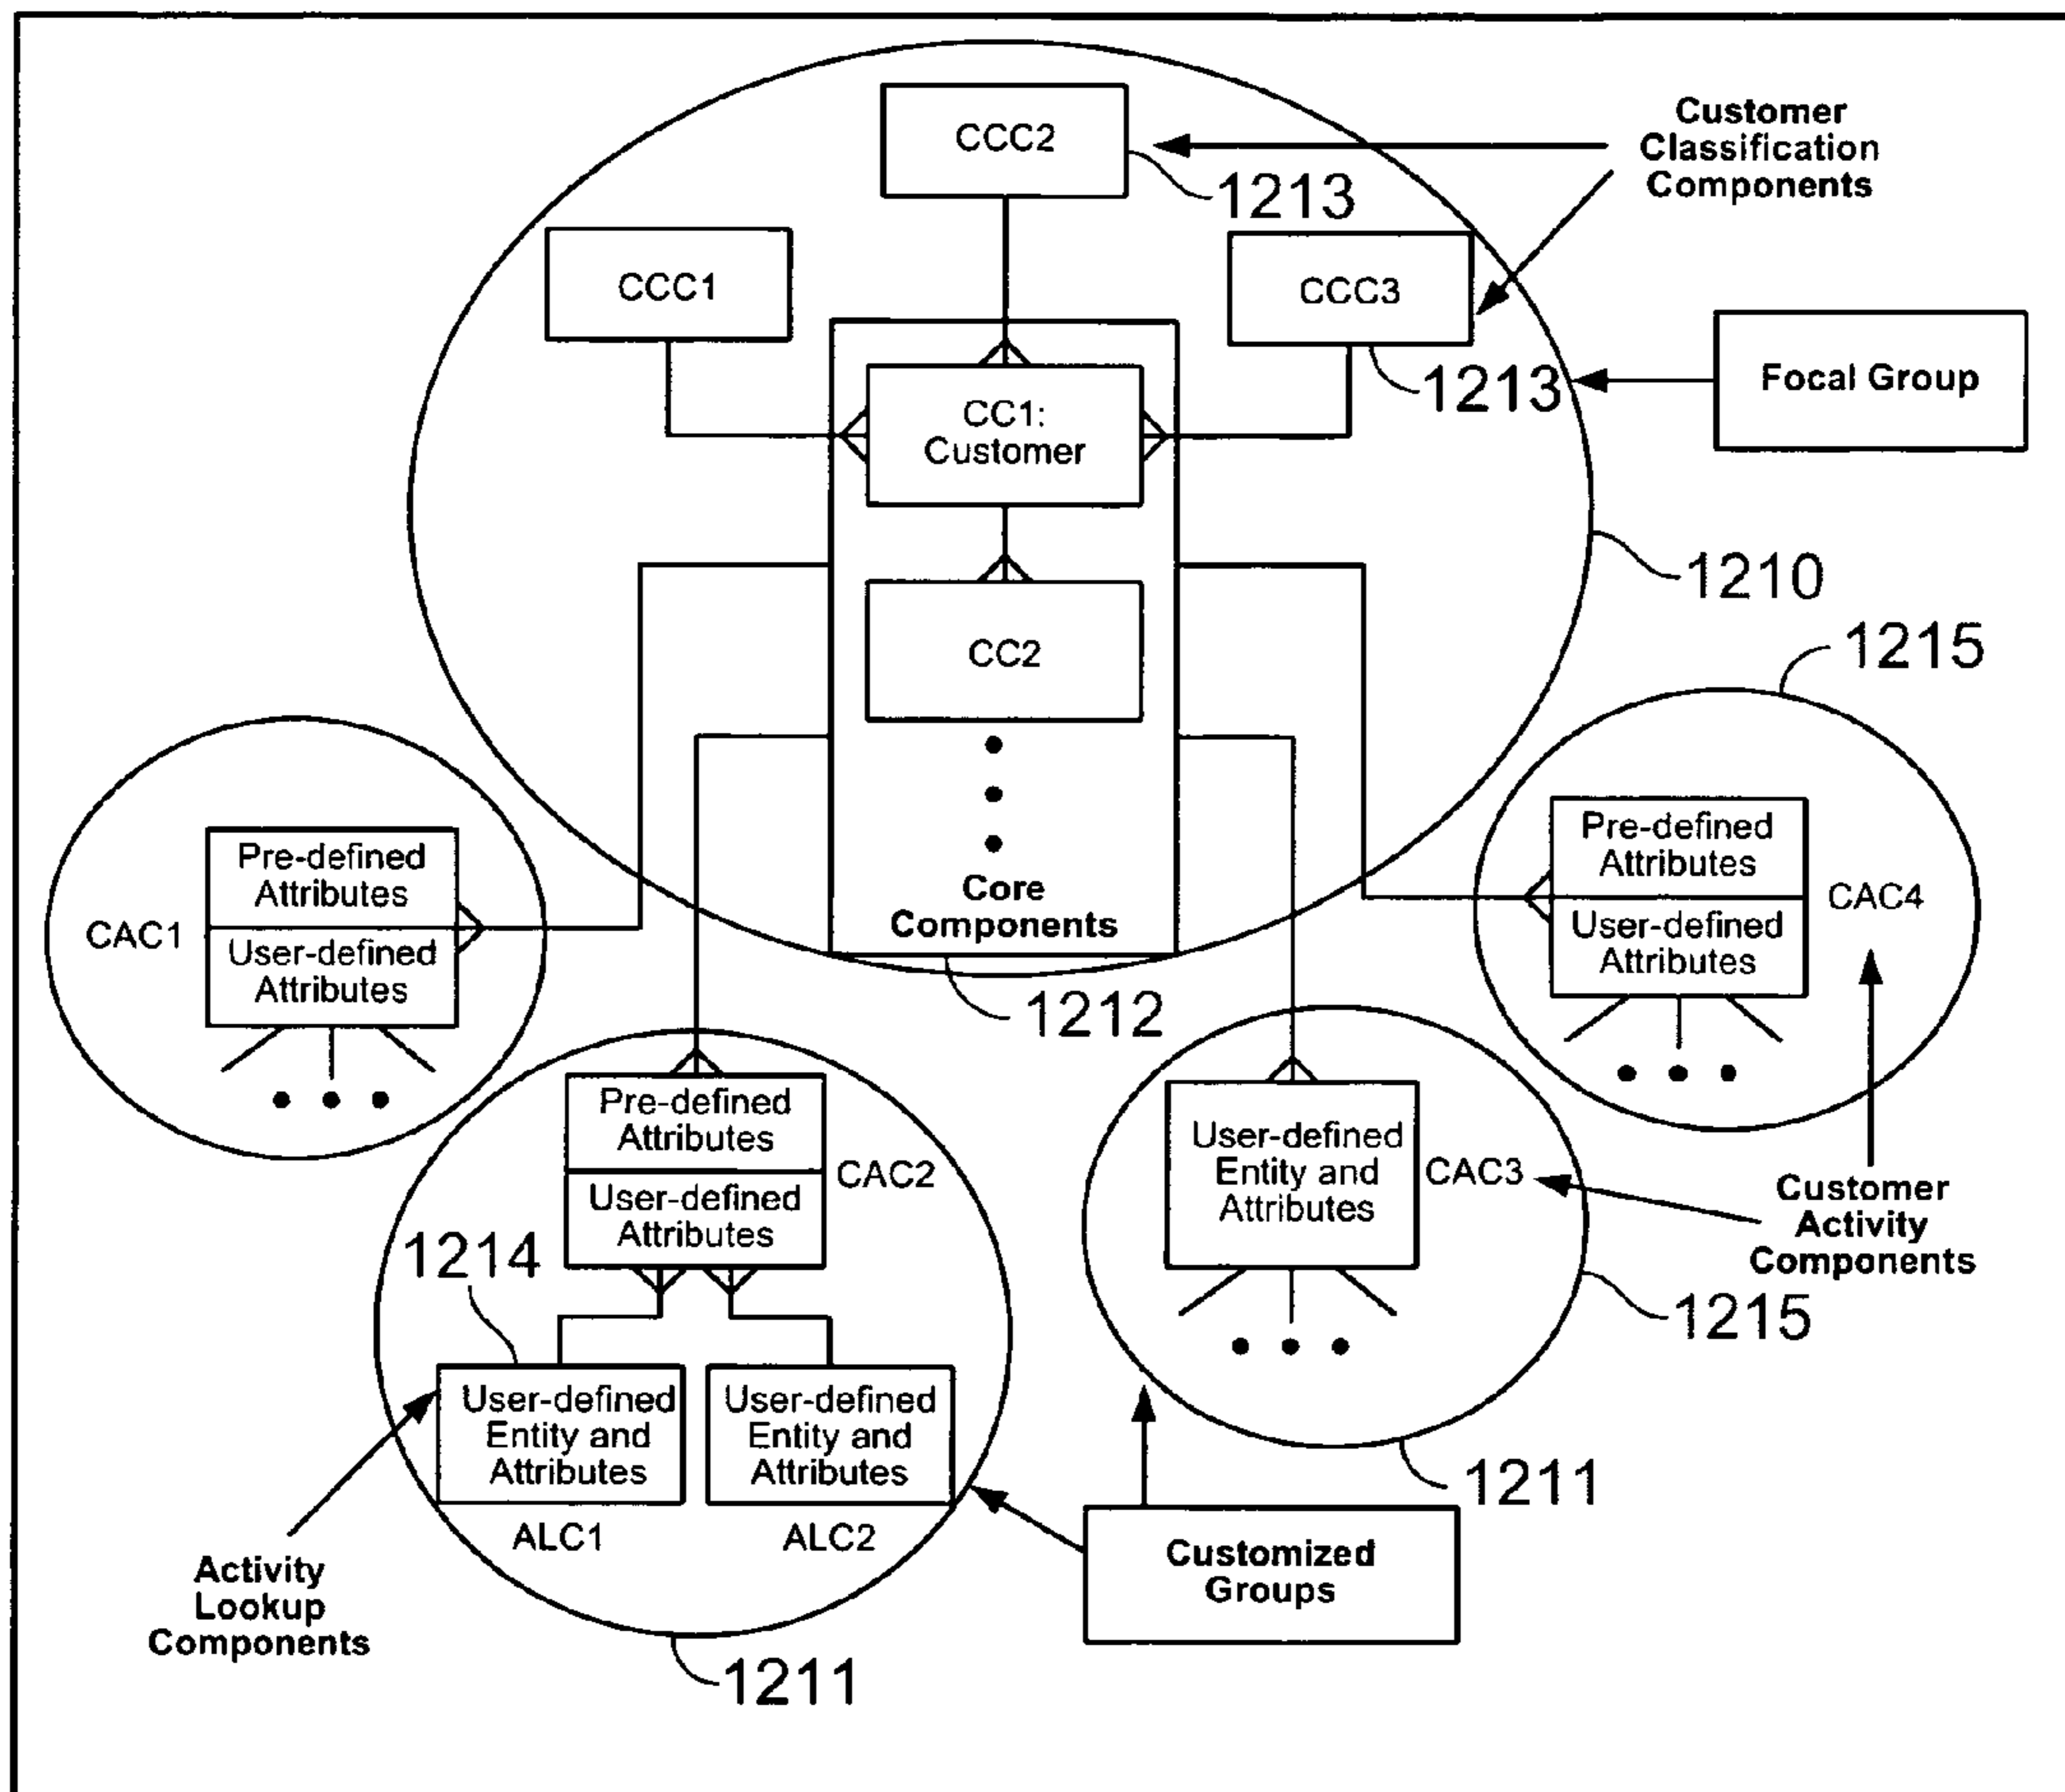 CCC2
Customer
Classification
Components
1213
CCC1
CCC3
1213
Focal Group
CC1:
Customer
1210
CC2
1215
Pre-defined
Attributes
User-defined
Attributes
CAC4
Pre-defined
Attributes
User-defined
Attributes
CAC1
Core
Components
1212
Pre-defined
Attributes
User-defined
Attributes
CAC2
User-defined
Entity and
Attributes
CAC3
Customer
Activity
Components
1214
1215
User-defined
Entity and
Attributes
User-defined
Entity and
Attributes
1211
ALC1
ALC2
Customized
Groups
Activity
Lookup
Components
1211